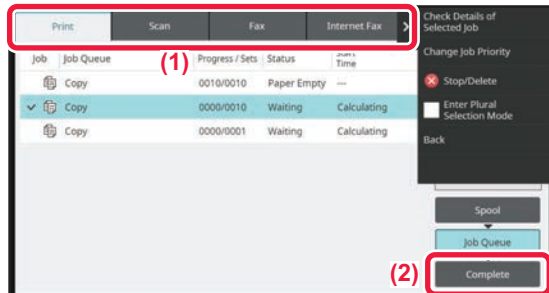 Print Scan Fax Internet Fax
(1)
Job Job Queue Progress / Sets Status Start
Time
Copy 0010/0010 Paper Empty ---
Copy 0000/0010 Waiting Calculating
Copy 0000/0001 Waiting Calculating
Check Details of
Selected Job
Change Job Priority
Stop/Delete
Enter Plural
Selection Mode
Back
Spool
Job Queue
(2)
Complete